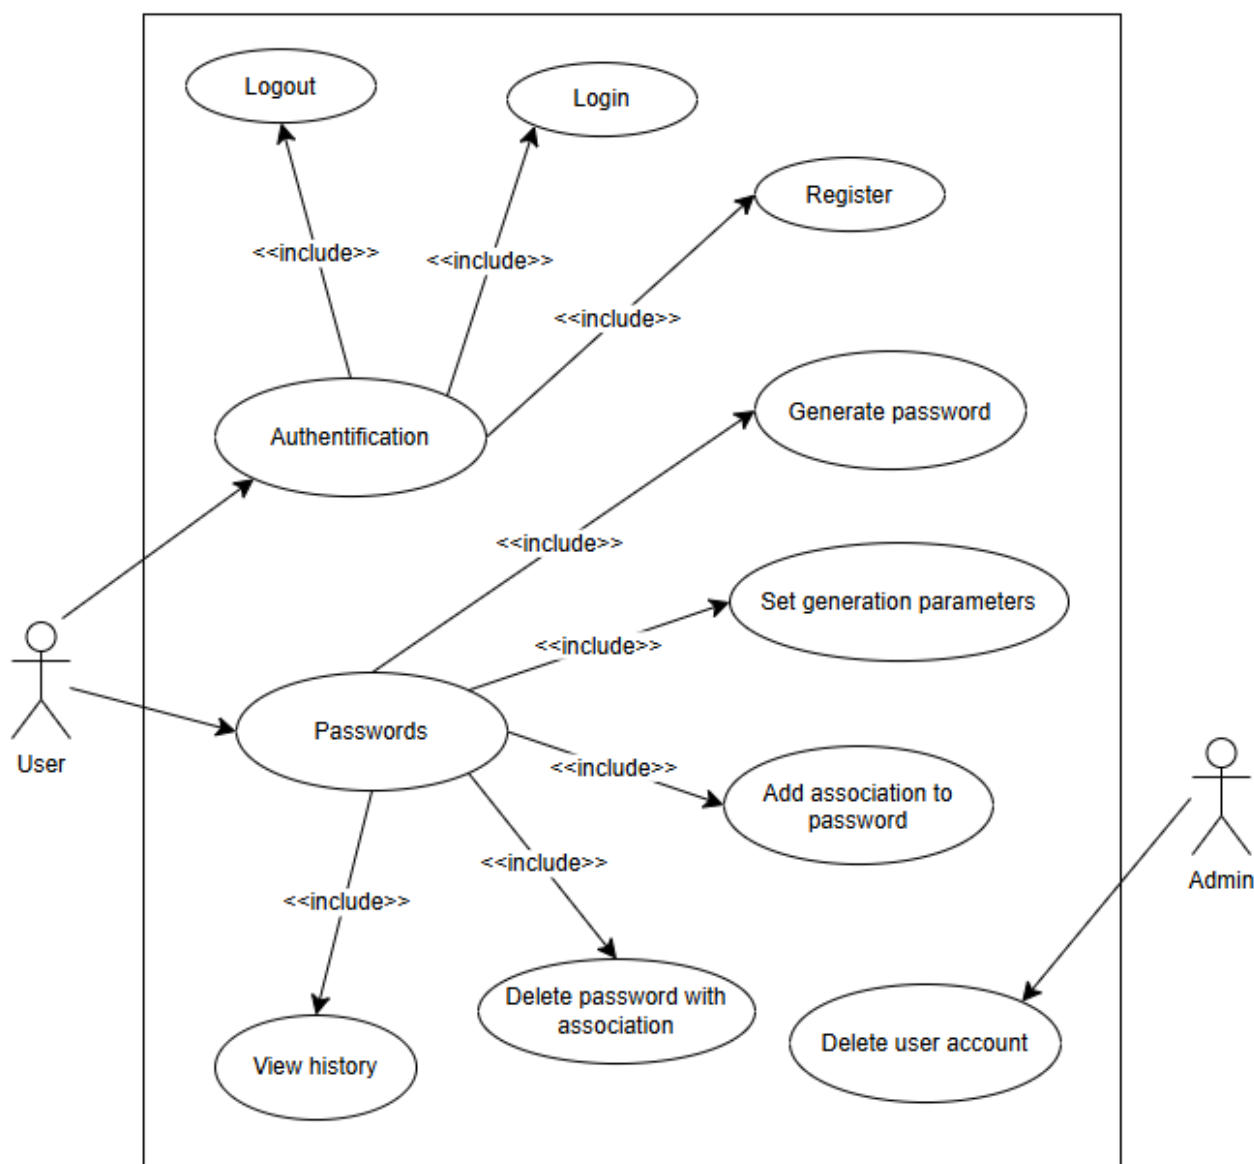 Logout
Login
Register
<<include>>
<<include>>
<<include>>
Generate password
Authentification
<<include>>
Set generation parameters
<<include>>
Passwords
User
<<include>>
Add association to
password
<<include>>
Admin
<<include>>
Delete password with
association
Delete user account
View history